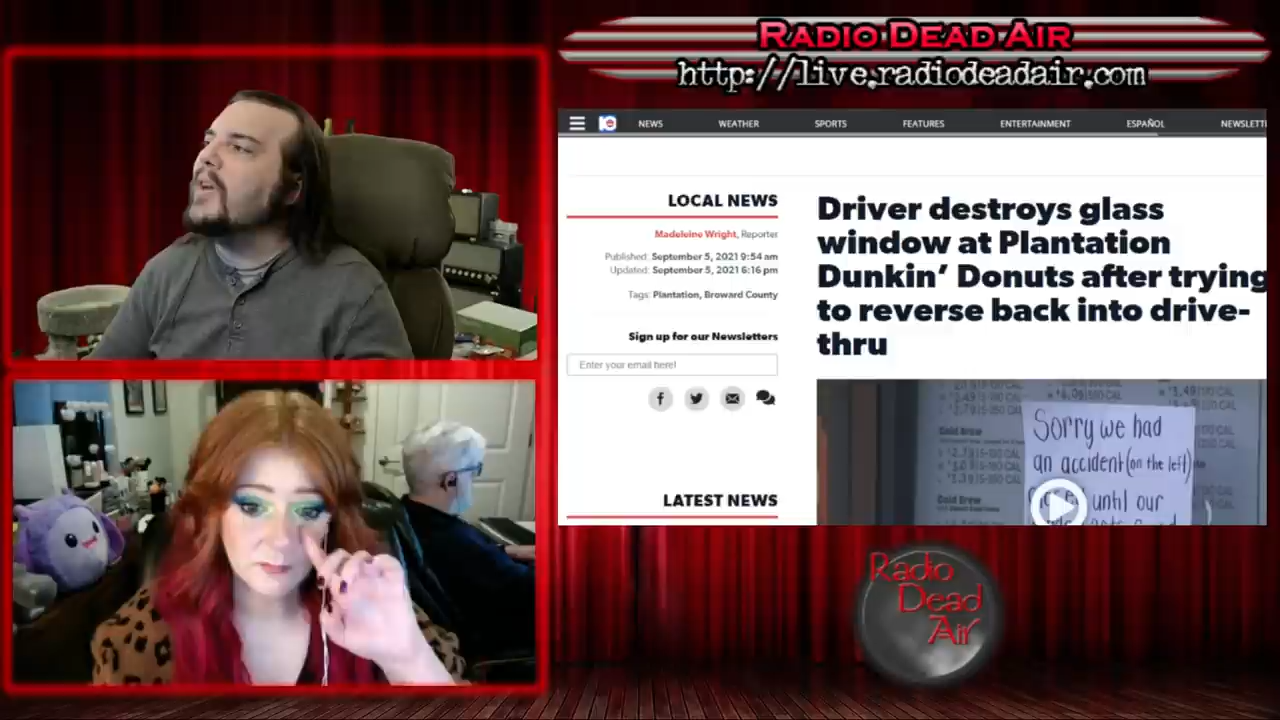 RADIO DEAD AIR
http://live.radiodeadair.com
NEWS WEATHER SPORTS FEATURES ENTERTAINMENT ESPAÑOL
LOCAL NEWS
Madeleine Wright, Reporter
Published: September 5, 2021 9:54 am
Updated: September 5, 2021 6:16 pm
Tags: Plantation, Broward County
Sign up for our Newsletters
Enter your email here!
LATEST NEWS
Driver destroys glass
window at Plantation
Dunkin' Donuts after trying
to reverse back into drive-
thru
Cold Brew
Cold Brew
Sorry we had
an accident (on the left)
until our
Radio
Dead
Air